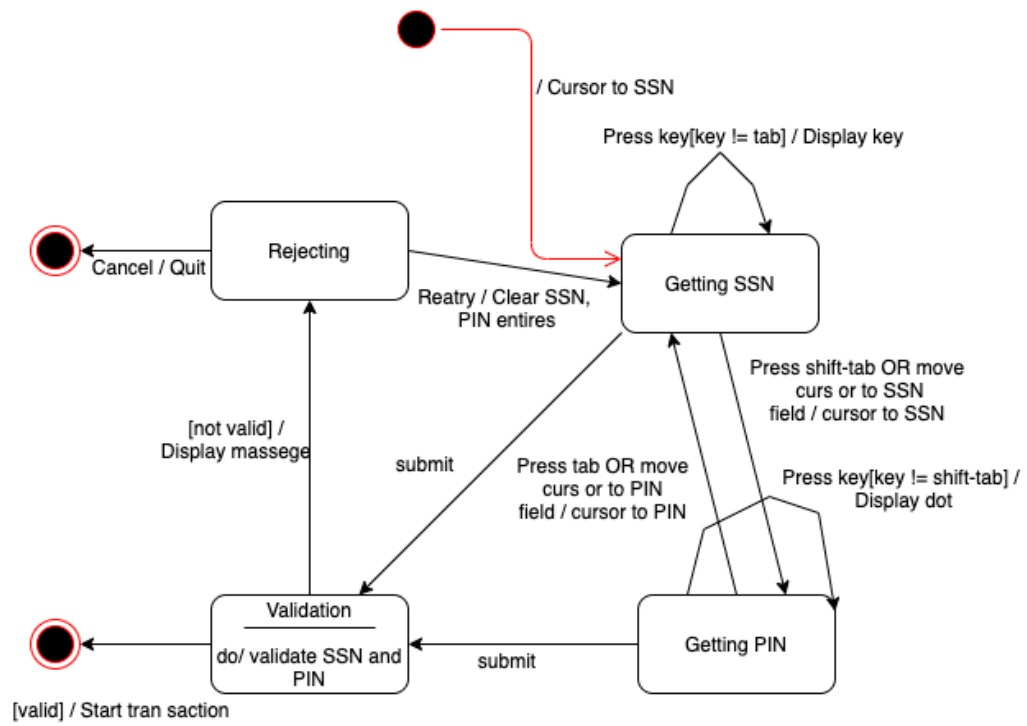 / Cursor to SSN
Press key[key != tab] / Display key
Rejecting
Cancel / Quit
Getting SSN
Reatry / Clear SSN,
PIN entires
Press shift-tab OR move
curs or to SSN
field / cursor to SSN
[not valid] /
Display massege
submit
Press tab OR move
curs or to PIN
field / cursor to PIN
Press key[key != shift-tab] /
Display dot
Validation
do/ validate SSN and
PIN
submit
Getting PIN
[valid] / Start tran saction